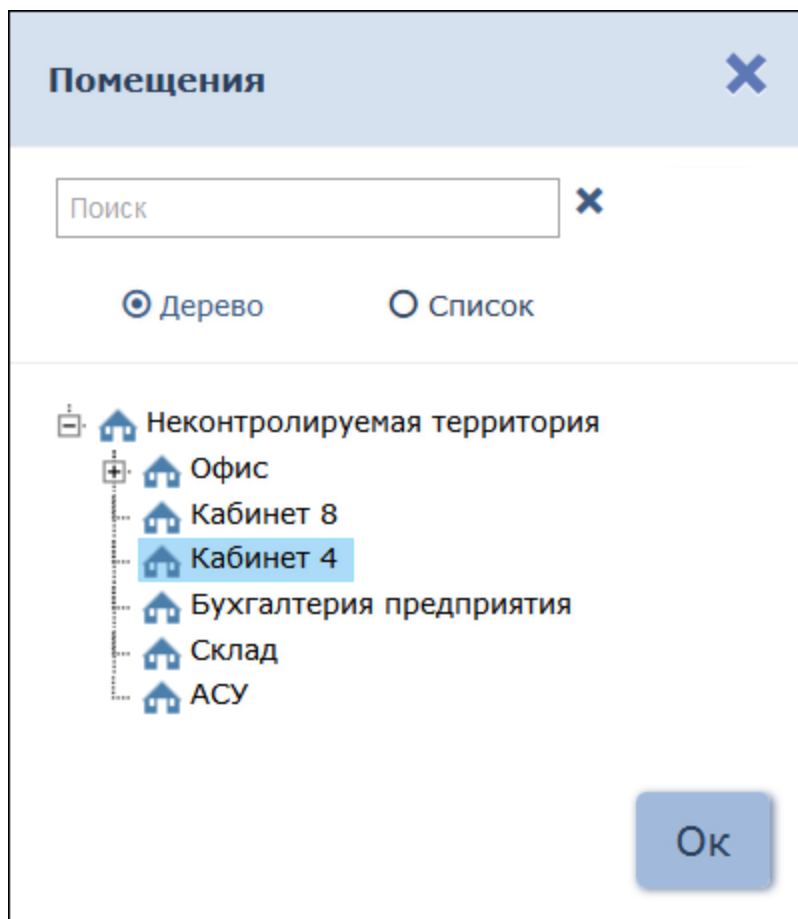 Помещения
Поиск
Дерево Список
Неконтролируемая территория
Офис
Кабинет 8
Кабинет 4
Бухгалтерия предприятия
Склад
АСУ
Ок